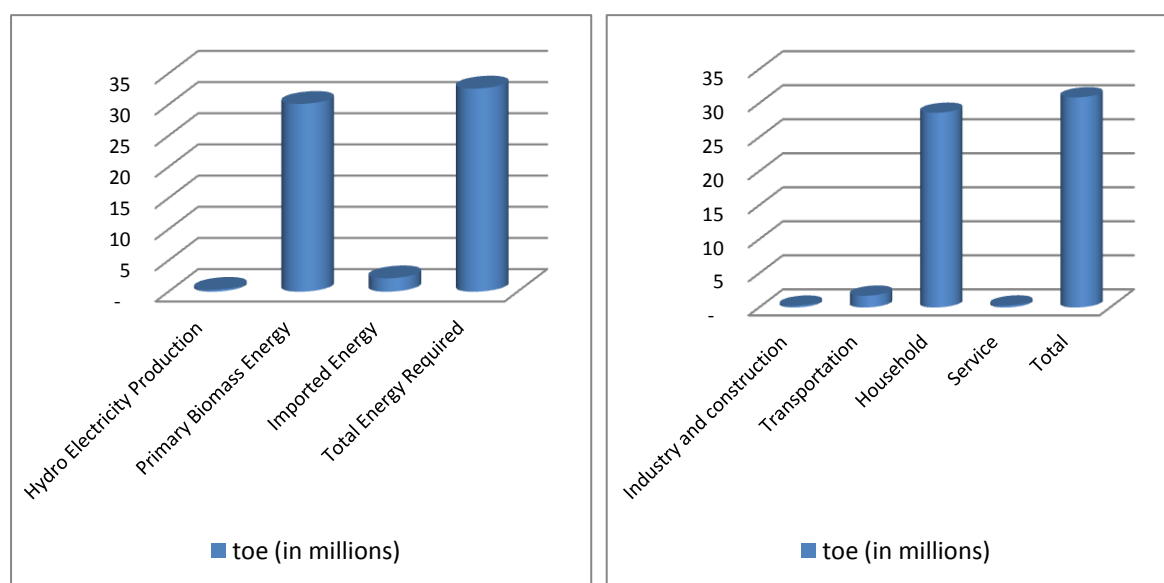 35
30
25
20
15
10
5
-
Hydro Electricity Production
Primary Biomass Energy
Imported Energy
Total Energy Required
toe (in millions)
35
30
25
20
15
10
5
-
Industry and construction
Transportation
Household
Service
Total
toe (in millions)